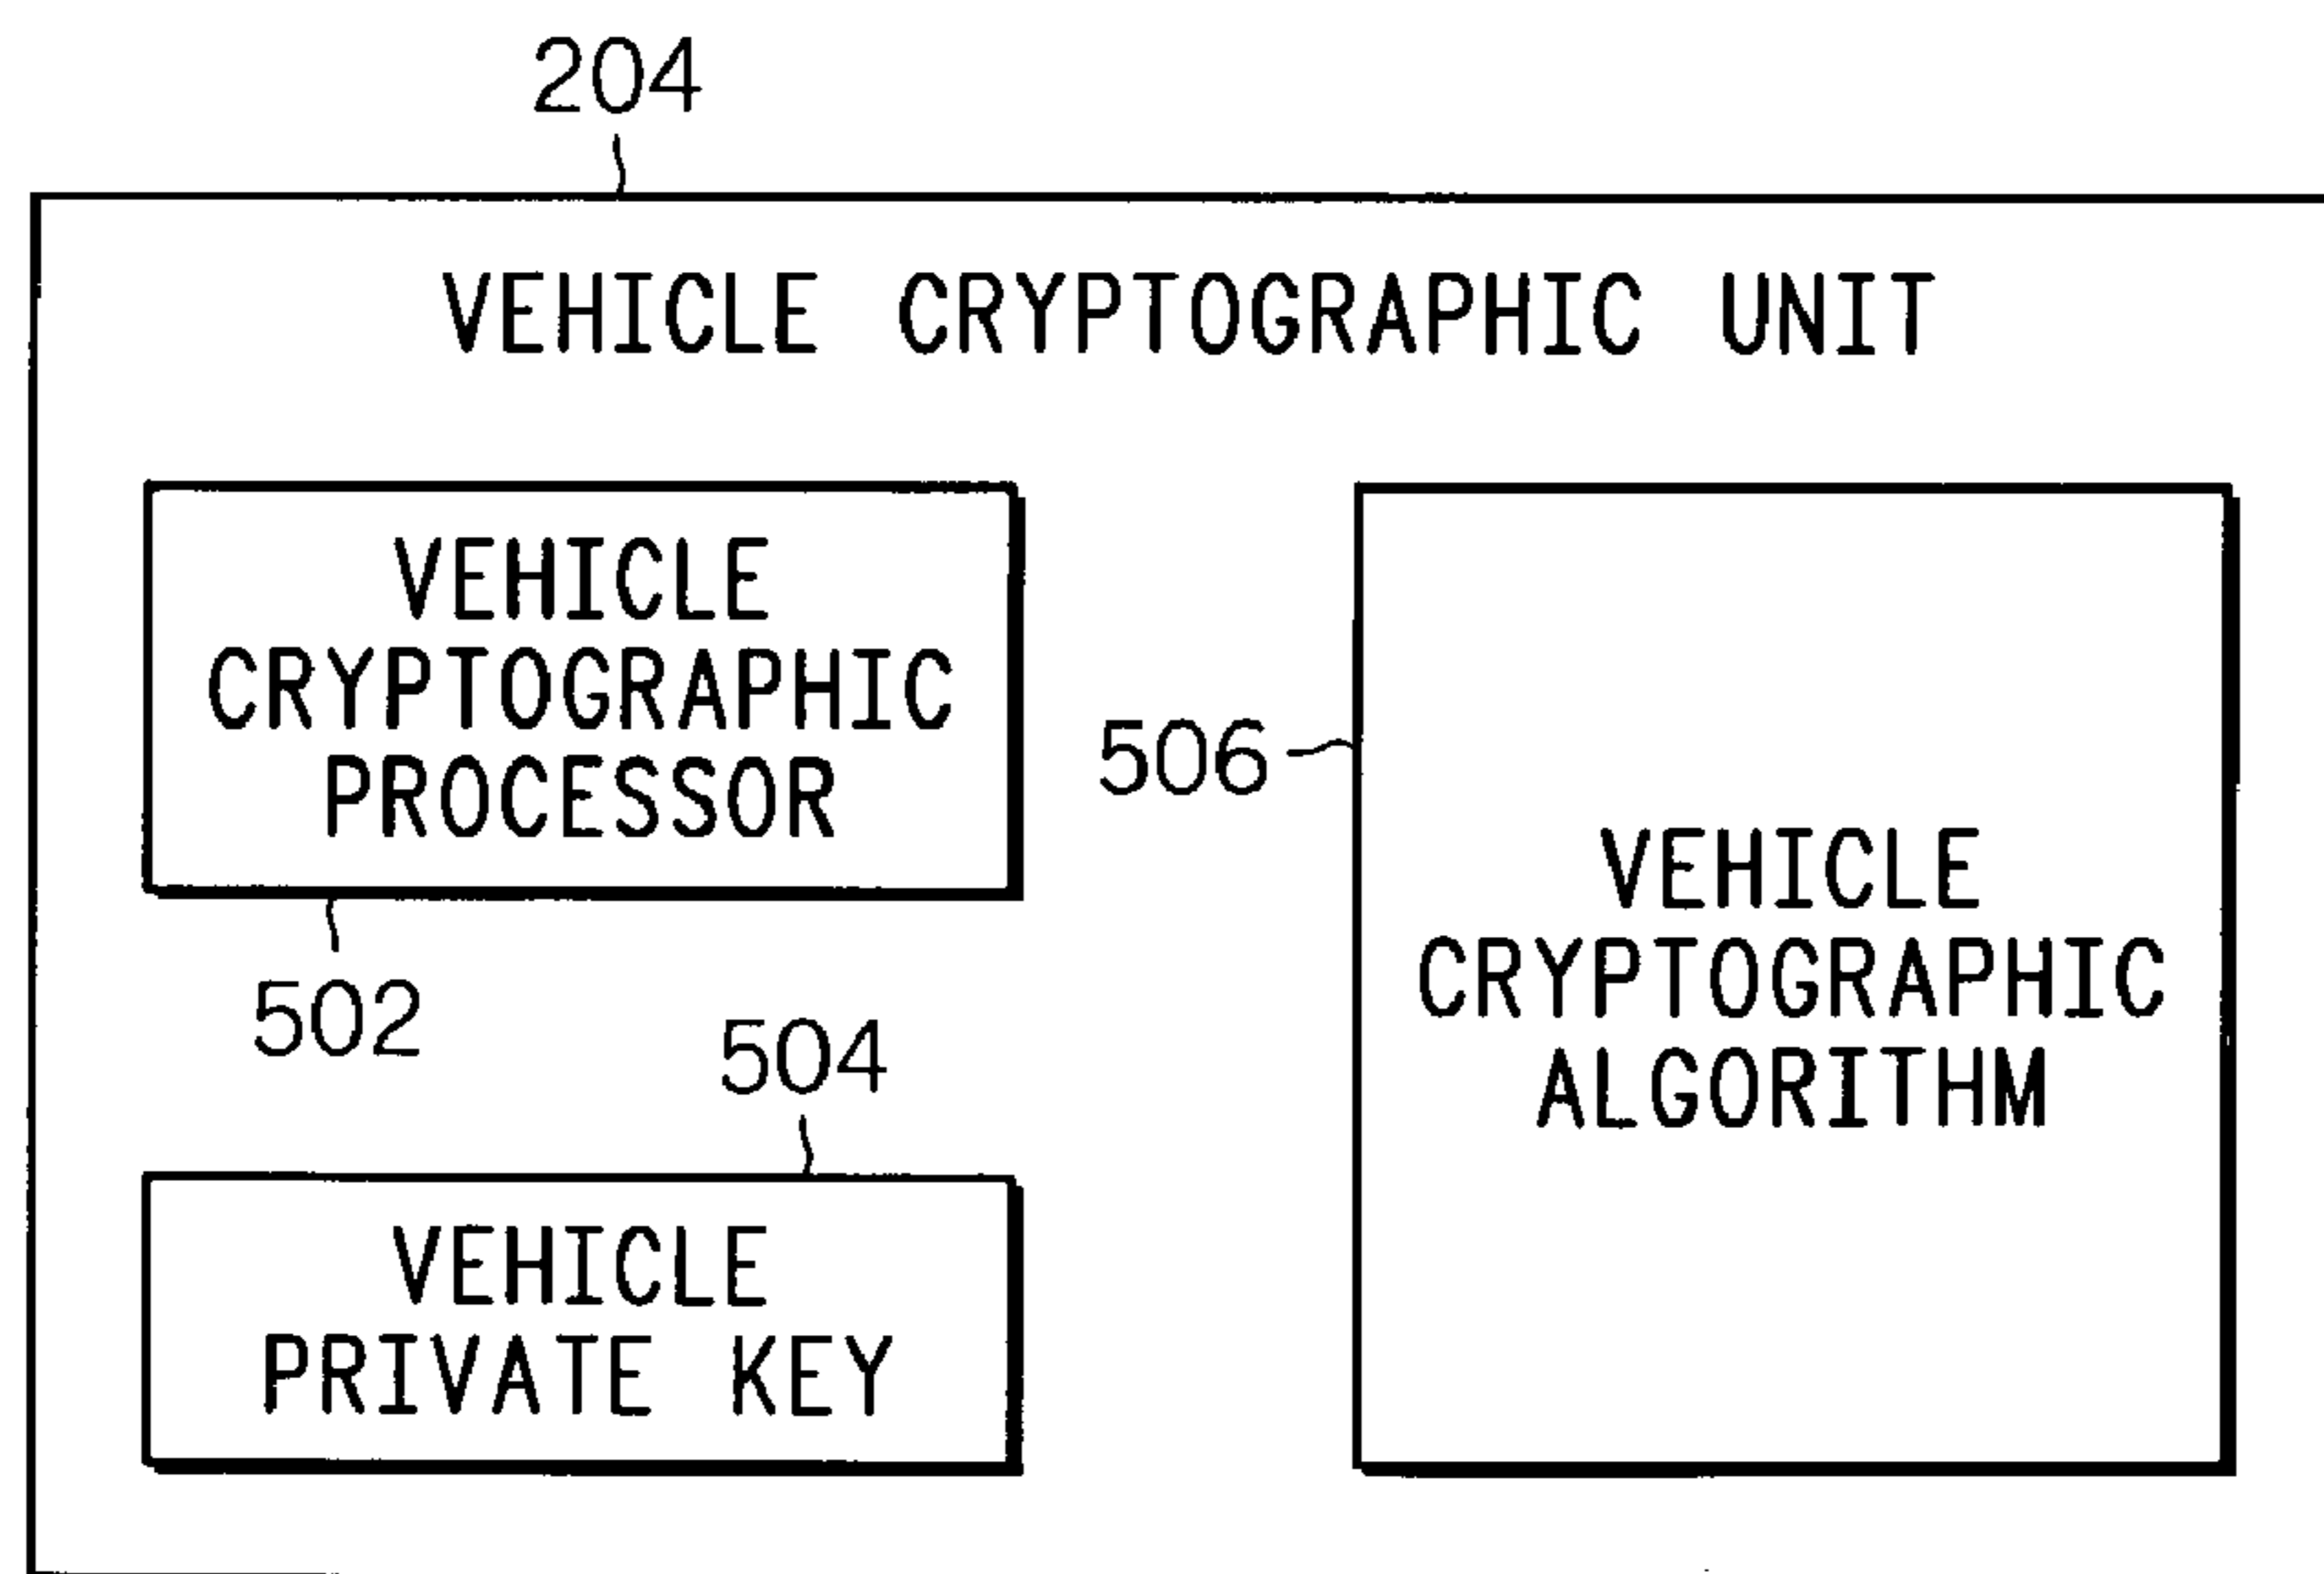 204
VEHICLE CRYPTOGRAPHIC UNIT
VEHICLE
CRYPTOGRAPHIC
PROCESSOR
502
504
VEHICLE
PRIVATE KEY
506
VEHICLE
CRYPTOGRAPHIC
ALGORITHM